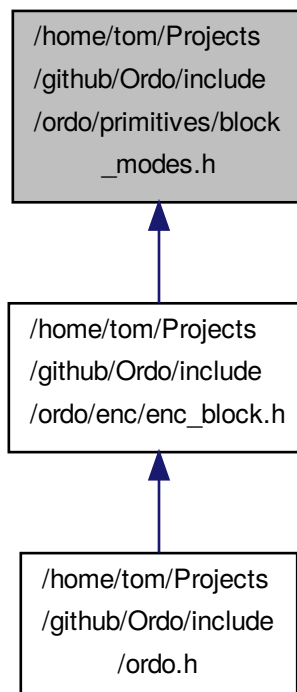 /home/tom/Projects
/github/Ordo/include
/ordo/primitives/block
_modes.h
/home/tom/Projects
/github/Ordo/include
/ordo/enc/enc_block.h
/home/tom/Projects
/github/Ordo/include
/ordo.h